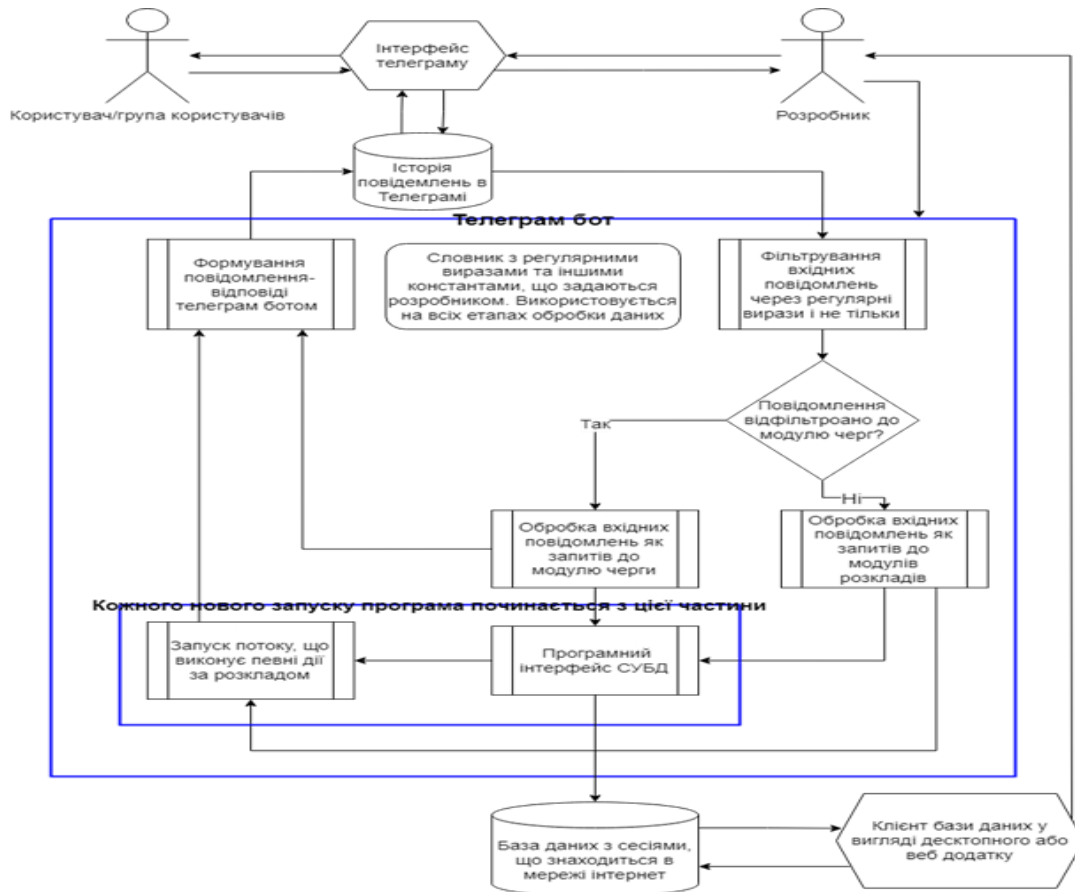 Інтерфейс
телеграму
Користувач/група користувачів
Розробник
Історія
повідемлень в
Телеграмі
Телеграм бот
Формування
повідомлення-
відповіді
телеграм ботом
Словник з регулярними
виразами та іншими
константами, що задаються
розробником. Використовується
на всіх етапах обробки даних
Фільтрування
вхідних
повідомлень
через регулярні
вирази і не тільки
Повідомлення
відфільтроано до
модулю черг?
Так
Ні
Обробка вхідних
повідомлень як
запитів до
модулю черги
Обробка вхідних
повідомлень як
запитів до
модулів
розкладів
Кожного нового запуску програма починається з цієї частини
Запуск потоку, що
виконує певні дії
за розкладом
Програмний
інтерфейс СУБД
База даних з сесіями,
що знаходиться в
мережі інтернет
Клієнт бази даних у
вигляді десктопного або
веб додатку